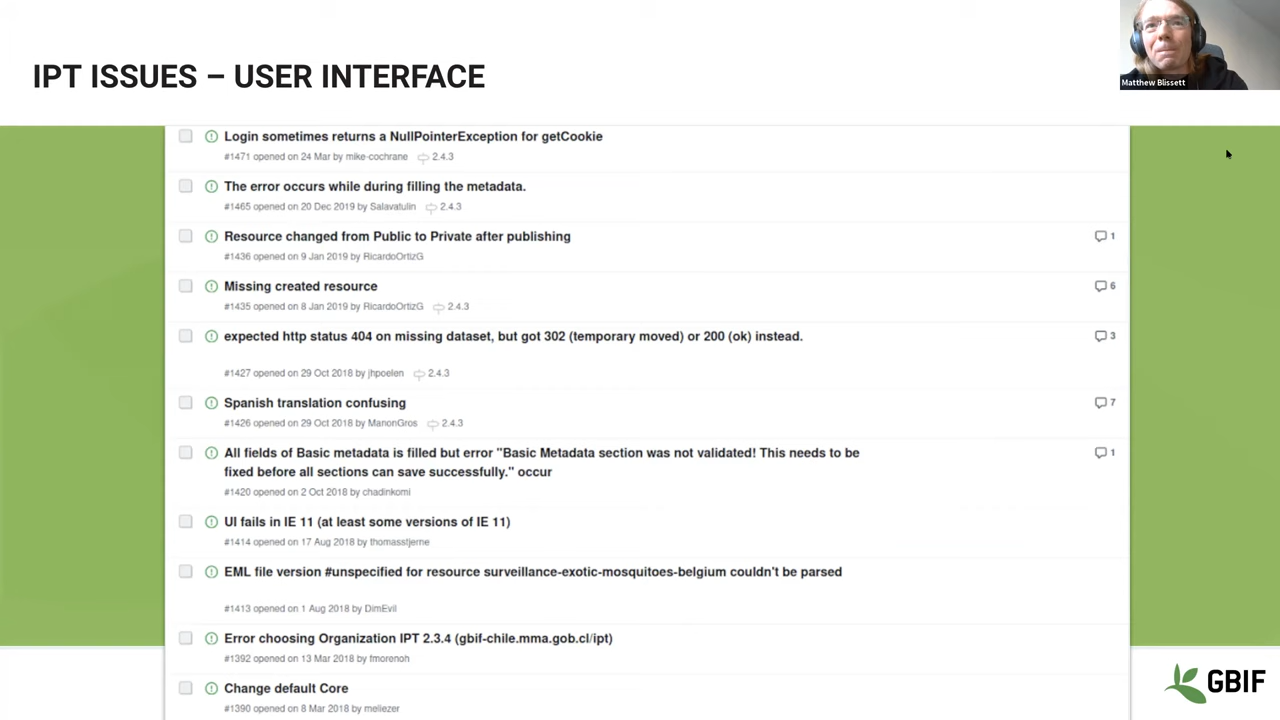 IPT ISSUES – USER INTERFACE
Matthew Blissett
Login sometimes returns a NullPointerException for getCookie
#1471 opened on 24 Mar by mike-cochrane 2.4.3
The error occurs while during filling the metadata.
#1465 opened on 20 Dec 2019 by Salavatulin 2.4.3
Resource changed from Public to Private after publishing 1
#1436 opened on 9 Jan 2019 by RicardoOrtizG
Missing created resource 6
#1435 opened on 8 Jan 2019 by RicardoOrtizG 2.4.3
expected http status 404 on missing dataset, but got 302 (temporary moved) or 200 (ok) instead. 3
#1427 opened on 29 Oct 2018 by jhpoelen 2.4.3
Spanish translation confusing 7
#1426 opened on 29 Oct 2018 by ManonGros 2.4.3
All fields of Basic metadata is filled but error "Basic Metadata section was not validated! This needs to be 1
fixed before all sections can save successfully." occur
#1420 opened on 2 Oct 2018 by chadinkomi
UI fails in IE 11 (at least some versions of IE 11)
#1414 opened on 17 Aug 2018 by thomasstjerne
EML file version #unspecified for resource surveillance-exotic-mosquitoes-belgium couldn't be parsed
#1413 opened on 1 Aug 2018 by DimEvil
Error choosing Organization IPT 2.3.4 (gbif-chile.mma.gob.cl/ipt)
#1392 opened on 13 Mar 2018 by fmorenoh
Change default Core
#1390 opened on 8 Mar 2018 by meliezer
GBIF